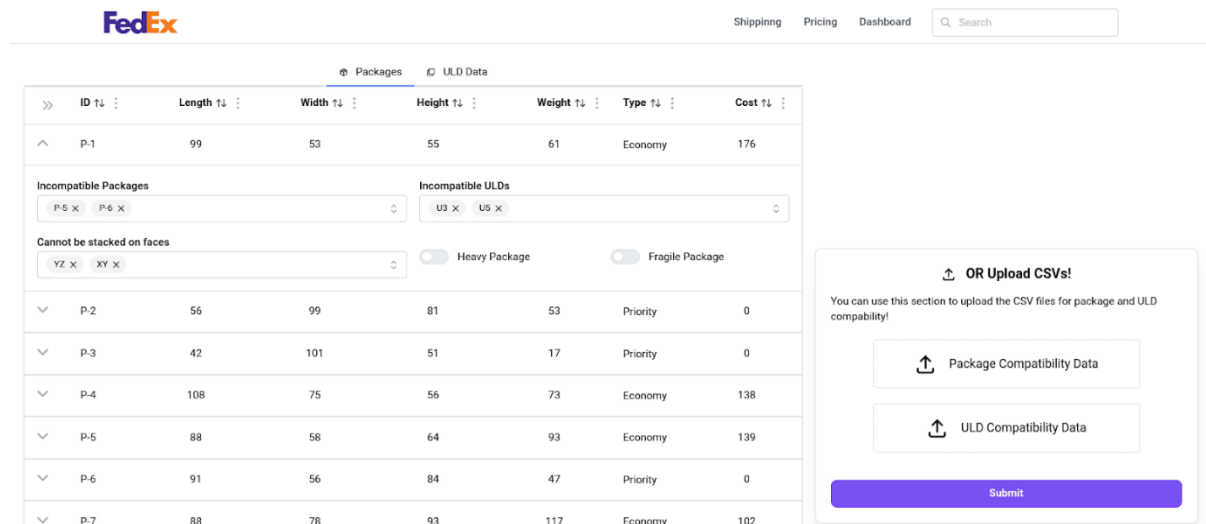 FedEx
Shippinng Pricing Dashboard Search
Packages ULD Data
ID Length Width Height Weight Type Cost
P-1 99 53 55 61 Economy 176
Incompatible Packages Incompatible ULDs
P-5 P-6 U3 U5
Cannot be stacked on faces
YZ XY Heavy Package Fragile Package
P-2 56 99 81 53 Priority 0
P-3 42 101 51 17 Priority 0
P-4 108 75 56 73 Economy 138
P-5 88 58 64 93 Economy 139
P-6 91 56 84 47 Priority 0
P-7 88 78 93 117 Economy 102
OR Upload CSVs!
You can use this section to upload the CSV files for package and ULD
compability!
Package Compatibility Data
ULD Compatibility Data
Submit